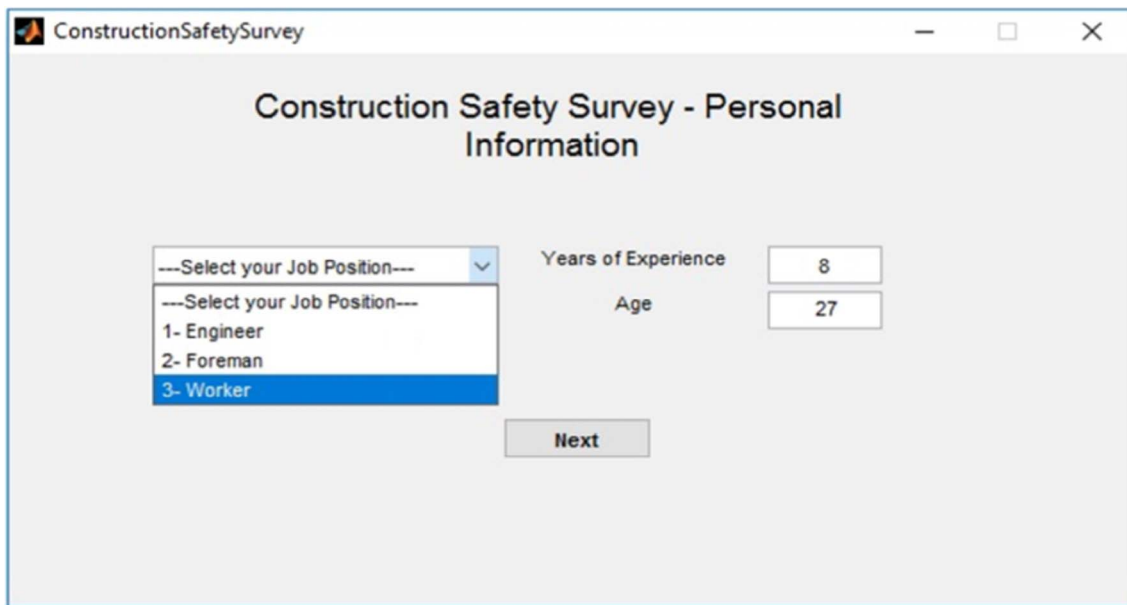 ConstructionSafetySurvey
Construction Safety Survey - Personal
Information
---Select your Job Position---
---Select your Job Position---
1- Engineer
2- Foreman
3- Worker
Years of Experience
8
Age
27
Next